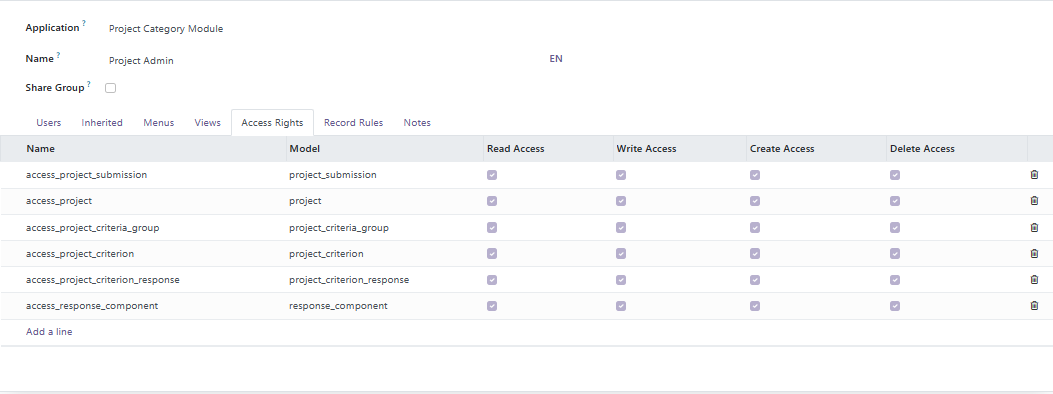 Application ? Project Category Module
Name ? Project Admin EN
Share Group ?
Users Inherited Menus Views Access Rights Record Rules Notes
Name Model Read Access Write Access Create Access Delete Access
access_project_submission project_submission
access_project project
access_project_criteria_group project_criteria_group
access_project_criterion project_criterion
access_project_criterion_response project_criterion_response
access_response_component response_component
Add a line